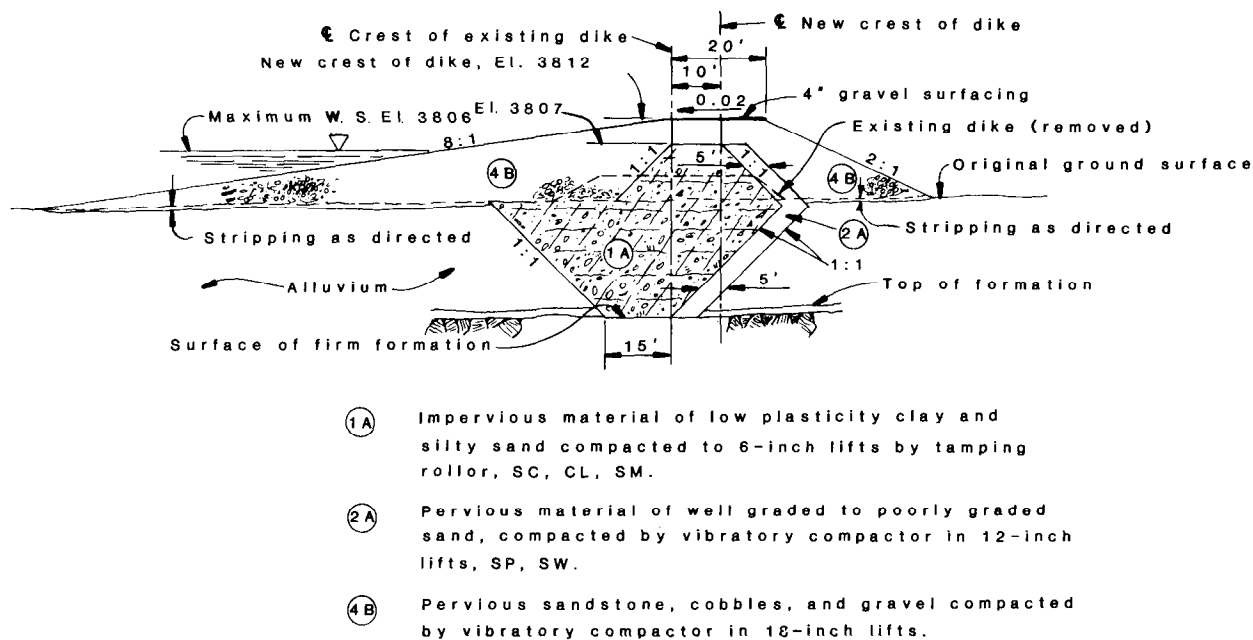 ℄ New crest of dike
℄ Crest of existing dike
20'
New crest of dike, El. 3812
10'
0.02
4" gravel surfacing
Maximum W. S. El. 3806
El. 3807
Existing dike (removed)
8:1
1:1
5'
1:1
2:1
Original ground surface
4B
4B
Stripping as directed
2A
Stripping as directed
1:1
1A
1:1
Alluvium
5'
Top of formation
Surface of firm formation
15'
1A Impervious material of low plasticity clay and
silty sand compacted to 6-inch lifts by tamping
rollor, SC, CL, SM.
2A Pervious material of well graded to poorly graded
sand, compacted by vibratory compactor in 12-inch
lifts, SP, SW.
4B Pervious sandstone, cobbles, and gravel compacted
by vibratory compactor in 18-inch lifts.